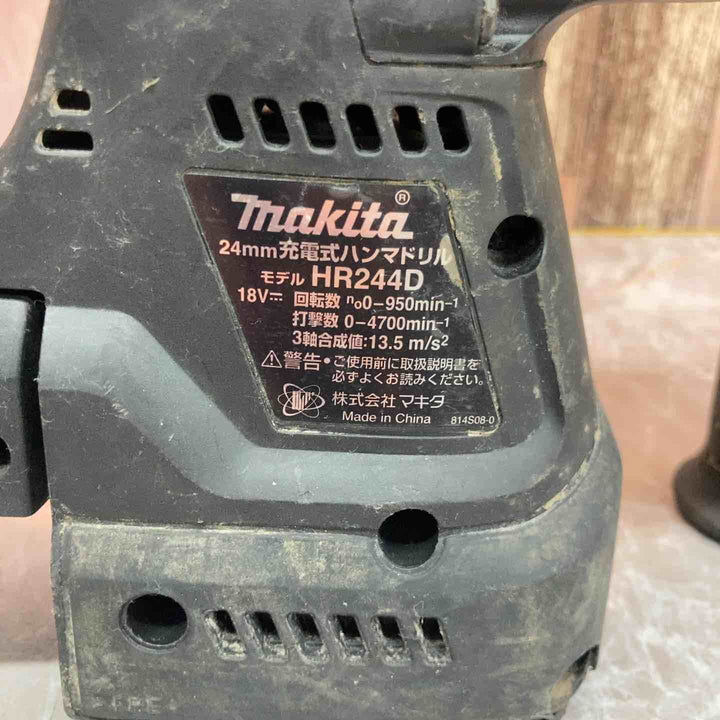 makita®
24mm充電式ハンマドリル
モデル HR244D
18V⎓ 回転数 n₀0-950min⁻¹
打撃数 0-4700min⁻¹
3軸合成値:13.5 m/s²
⚠警告・ご使用前に取扱説明書を
必ずよくお読みください。
株式会社 マキタ
Made in China 814S08-0